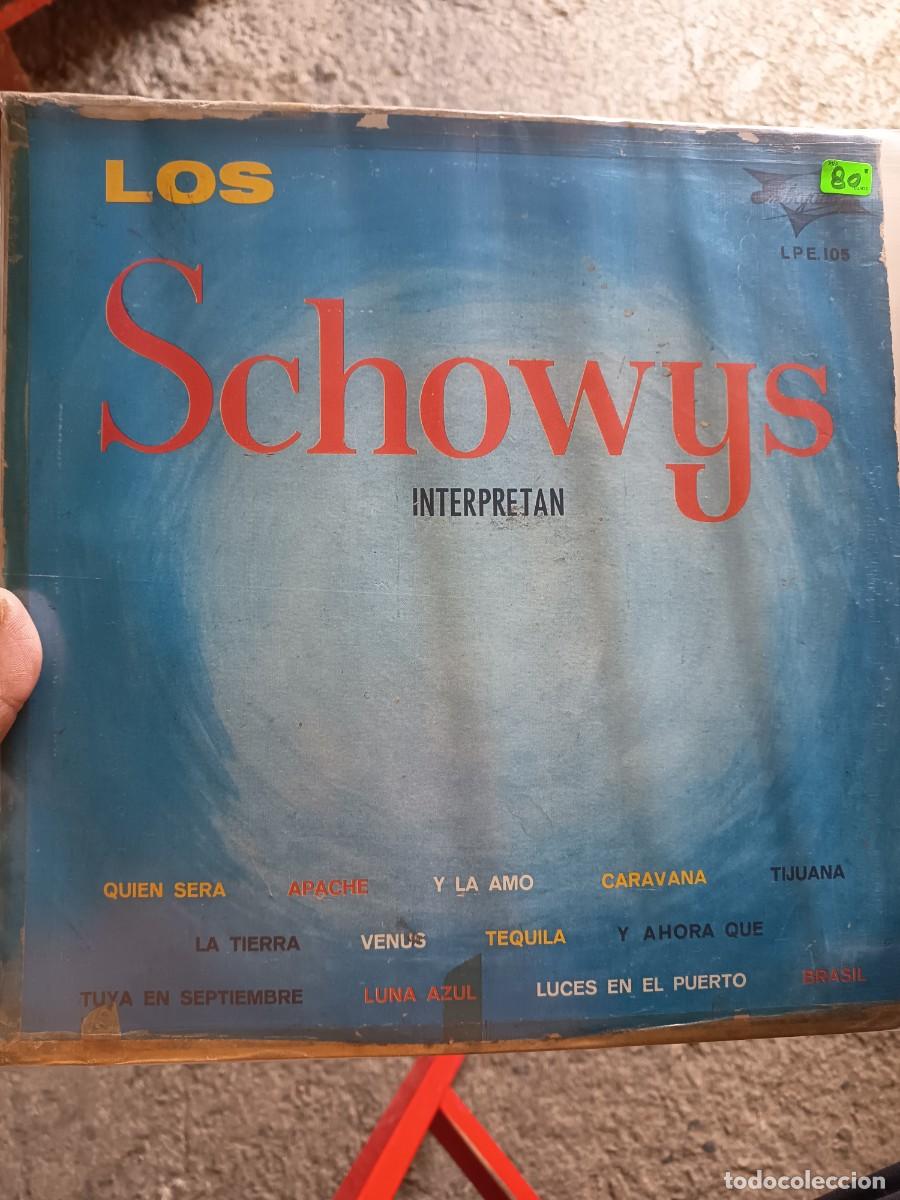 LOS
80
LPE.105
Schowys
INTERPRETAN
QUIEN SERA APACHE Y LA AMO CARAVANA TIJUANA
LA TIERRA VENUS TEQUILA Y AHORA QUE
TUYA EN SEPTIEMBRE LUNA AZUL LUCES EN EL PUERTO BRASIL
todocoleccion